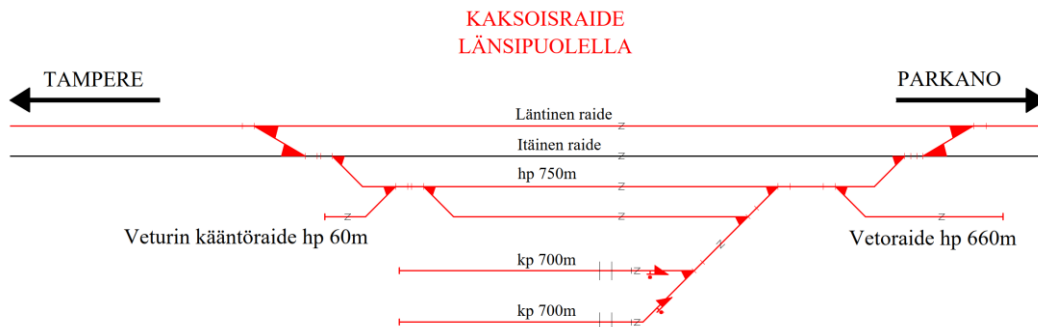 KAKSOISRAIDE
LÄNSIPUOLELLA
TAMPERE
PARKANO
Läntinen raide
Itäinen raide
hp 750m
Veturin kääntöraide hp 60m
Vetoraide hp 660m
kp 700m
kp 700m